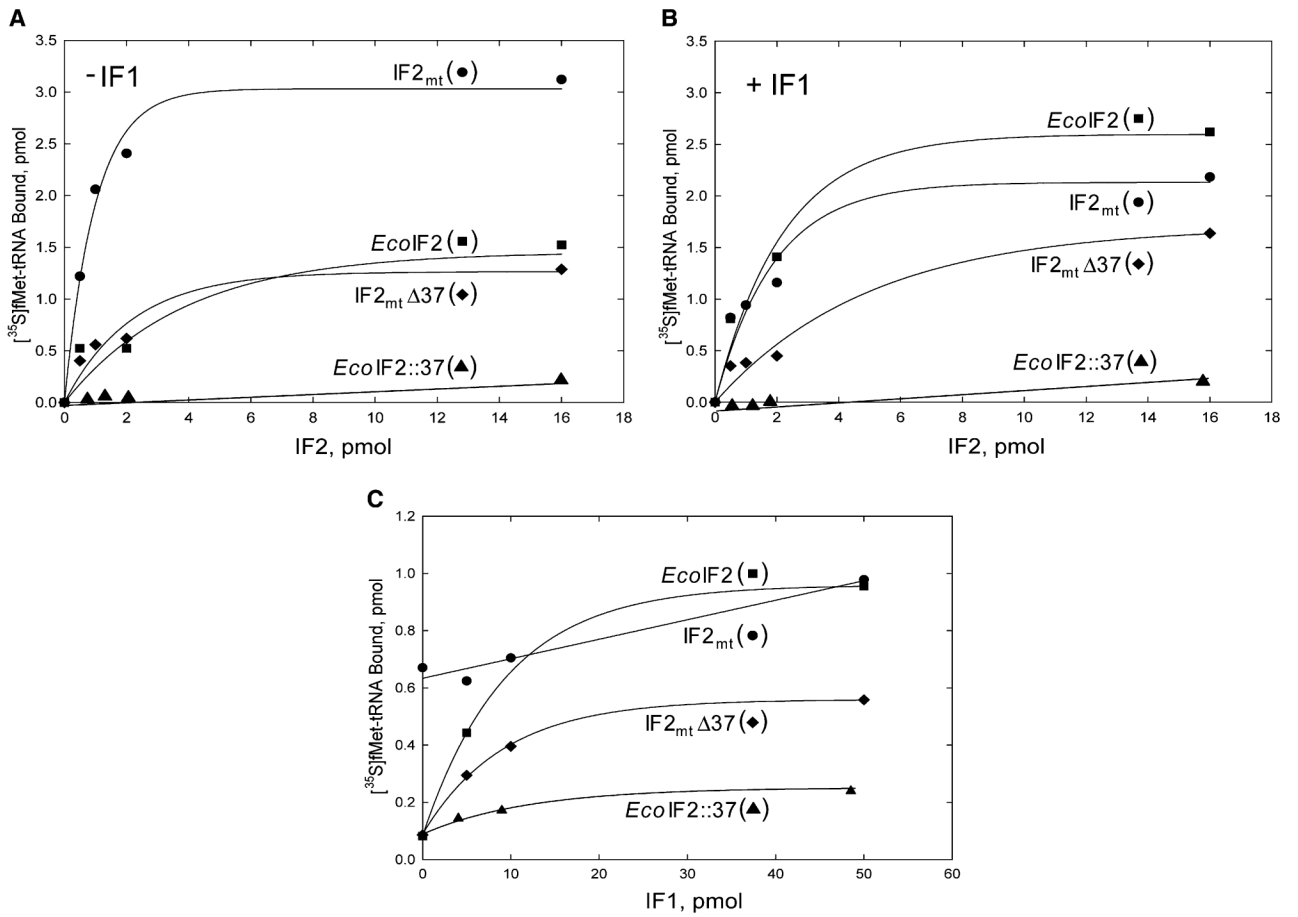 A
- IF1
[³⁵S]fMet-tRNA Bound, pmol
3.5
3.0
2.5
2.0
1.5
1.0
0.5
0.0
IF2mt(●)
EcoIF2(■)
IF2mtΔ37(◆)
EcoIF2::37(▲)
0 2 4 6 8 10 12 14 16 18
IF2, pmol
B
+ IF1
[³⁵S]fMet-tRNA Bound, pmol
3.5
3.0
2.5
2.0
1.5
1.0
0.5
0.0
EcoIF2(■)
IF2mt(●)
IF2mtΔ37(◆)
EcoIF2::37(▲)
0 2 4 6 8 10 12 14 16 18
IF2, pmol
C
[³⁵S]fMet-tRNA Bound, pmol
1.2
1.0
0.8
0.6
0.4
0.2
0.0
EcoIF2(■)
IF2mt(●)
IF2mtΔ37(◆)
EcoIF2::37(▲)
0 10 20 30 40 50 60
IF1, pmol